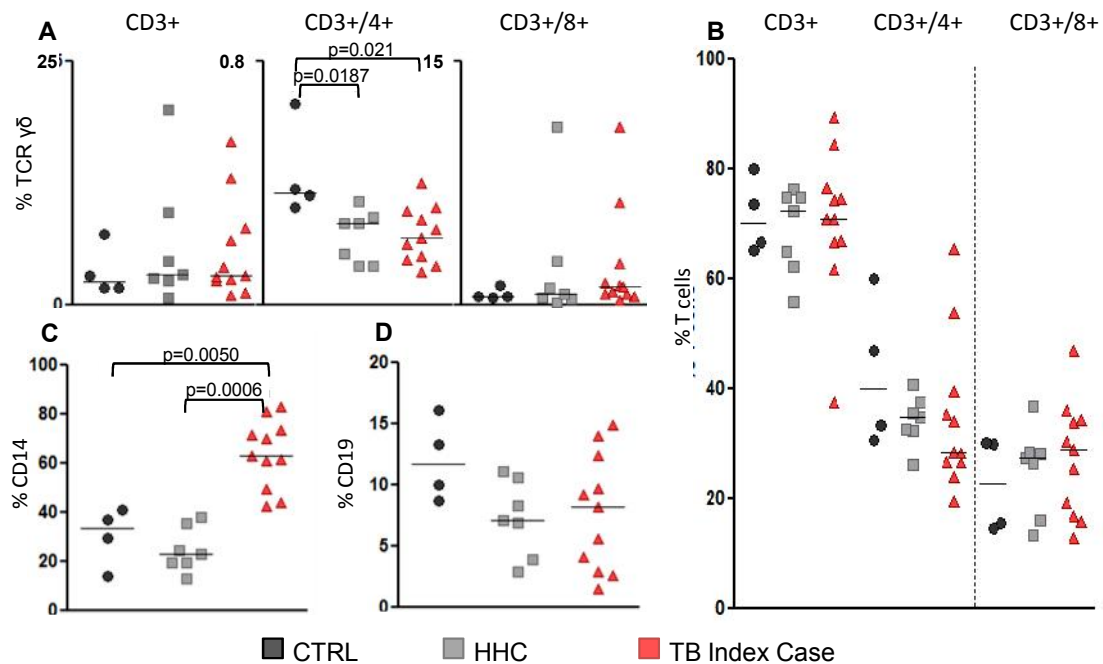 A
CD3+
CD3+/4+
CD3+/8+
% TCR γδ
25
0
0.8
15
p=0.021
p=0.0187
B
CD3+
CD3+/4+
CD3+/8+
% T cells
100
80
60
40
20
0
C
% CD14
100
80
60
40
20
0
p=0.0050
p=0.0006
D
% CD19
20
15
10
5
0
CTRL
HHC
TB Index Case